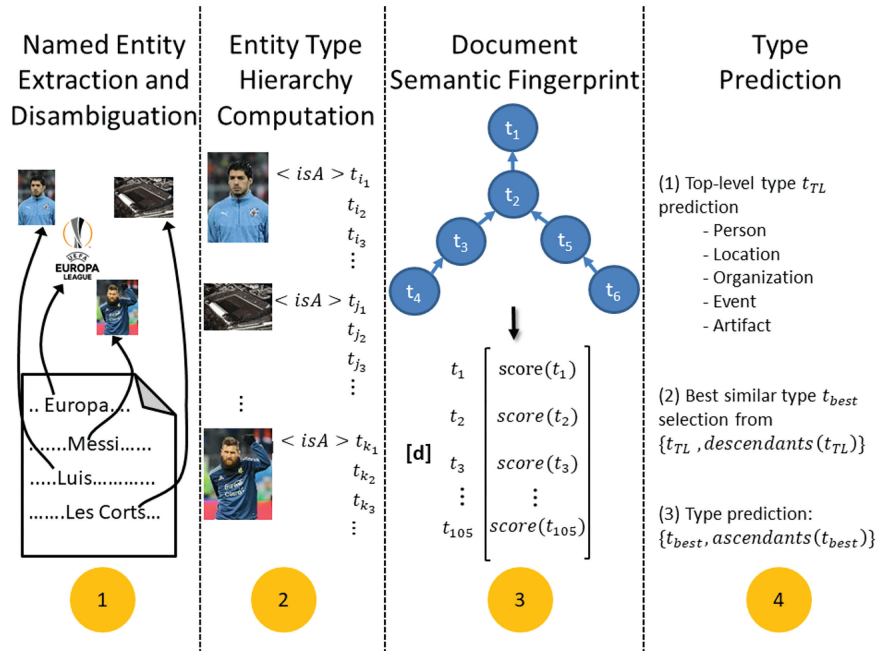 Named Entity
Extraction and
Disambiguation
UEFA
EUROPA
LEAGUE
.. Europa....
.......Messi......
.....Luis............
.......Les Corts...
1
Entity Type
Hierarchy
Computation
< isA > t_{i_1}
t_{i_2}
t_{i_3}
⋮
< isA > t_{j_1}
t_{j_2}
t_{j_3}
⋮
⋮
< isA > t_{k_1}
t_{k_2}
t_{k_3}
⋮
2
Document
Semantic Fingerprint
t_1
t_2
t_3 t_5
t_4 t_6
t_1 score(t_1)
t_2 score(t_2)
[d] t_3 score(t_3)
⋮ ⋮
t_{105} score(t_{105})
3
Type
Prediction
(1) Top-level type t_{TL}
prediction
- Person
- Location
- Organization
- Event
- Artifact
(2) Best similar type t_{best}
selection from
{t_{TL} , descendants(t_{TL})}
(3) Type prediction:
{t_{best}, ascendants(t_{best})}
4